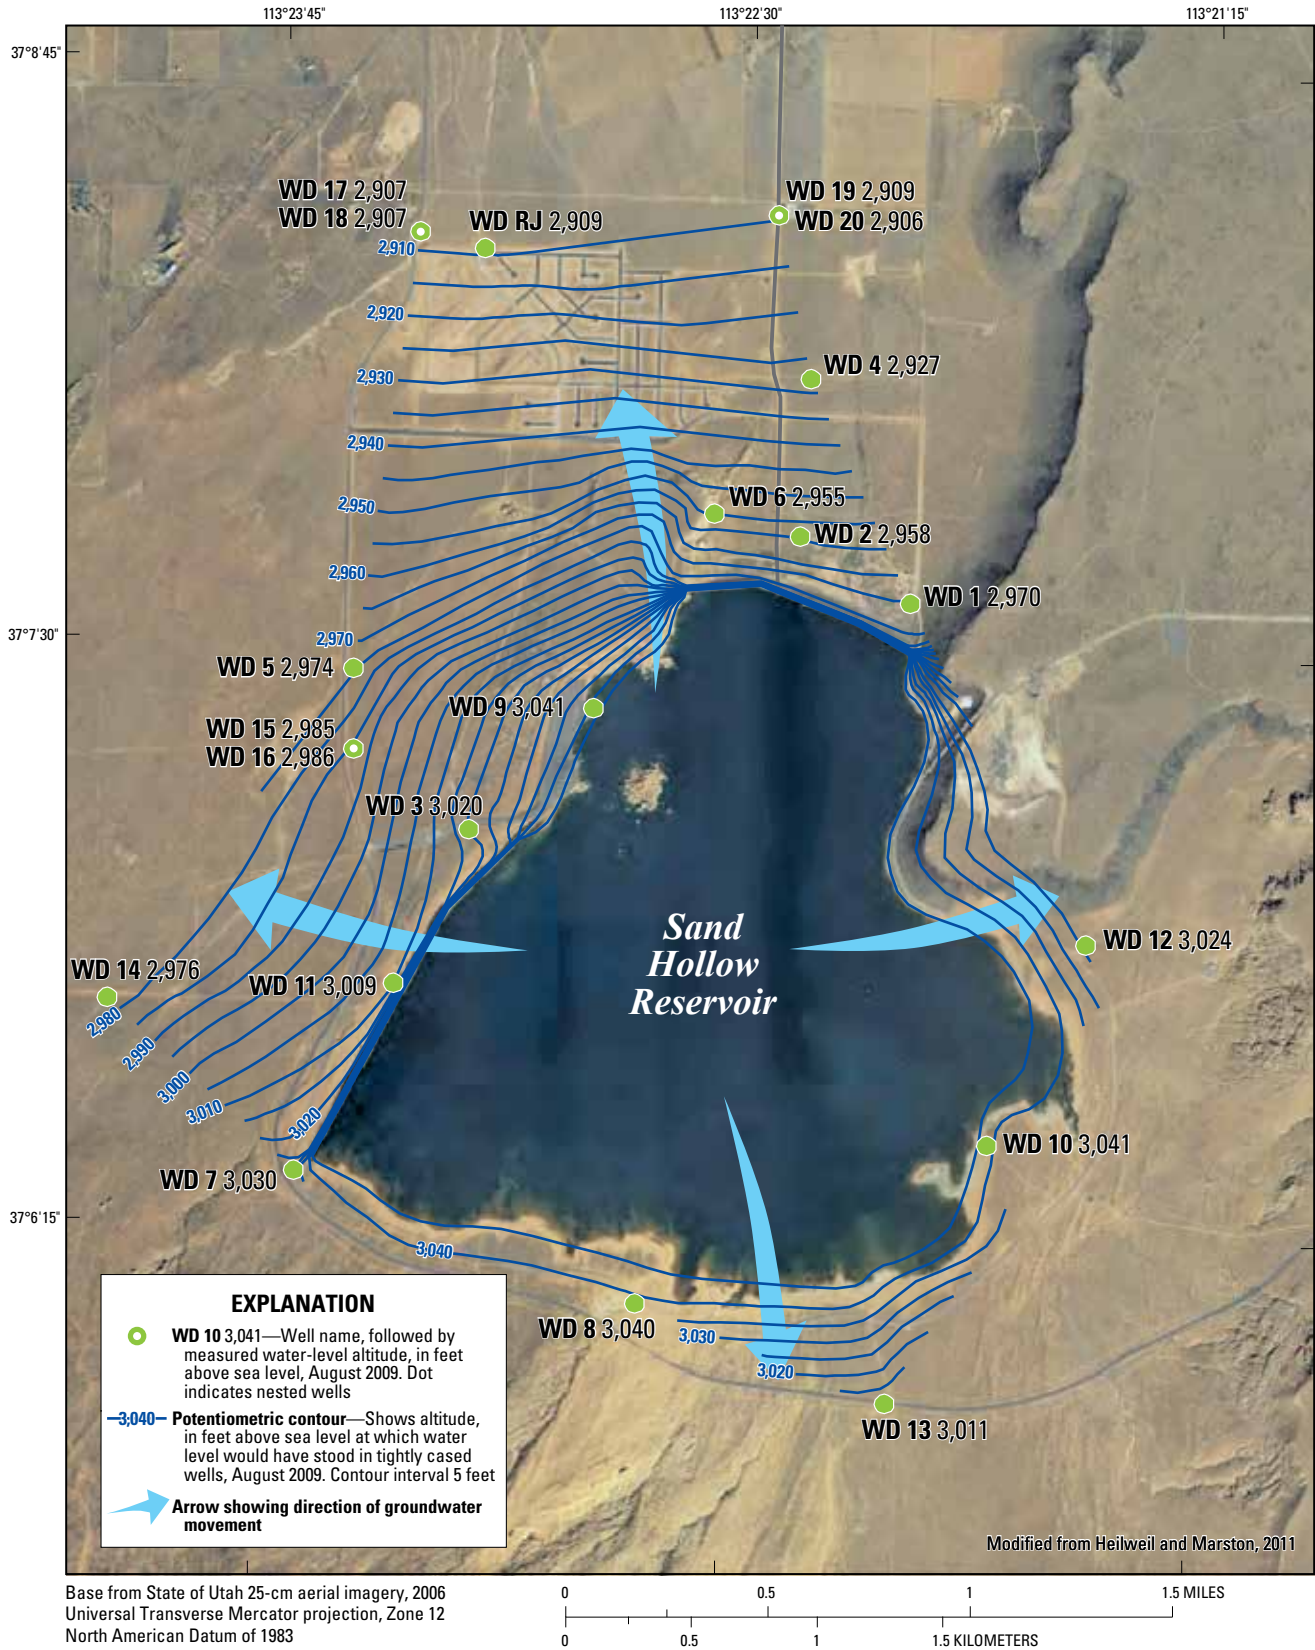 113°23'45"
113°22'30"
113°21'15"
37°8'45"
WD 17 2,907
WD 18 2,907
WD RJ 2,909
WD 19 2,909
WD 20 2,906
2,910
2,920
WD 4 2,927
2,930
2,940
2,950
WD 6 2,955
WD 2 2,958
2,960
WD 1 2,970
37°7'30"
2,970
WD 5 2,974
WD 9 3,041
WD 15 2,985
WD 16 2,986
WD 3 3,020
Sand
Hollow
Reservoir
WD 12 3,024
WD 14 2,976
WD 11 3,009
2,980
2,990
3,000
3,010
3,020
WD 10 3,041
WD 7 3,030
37°6'15"
3,040
WD 8 3,040
3,030
3,020
WD 13 3,011
EXPLANATION
WD 10 3,041—Well name, followed by
measured water-level altitude, in feet
above sea level, August 2009. Dot
indicates nested wells
3,040 Potentiometric contour—Shows altitude,
in feet above sea level at which water
level would have stood in tightly cased
wells, August 2009. Contour interval 5 feet
Arrow showing direction of groundwater
movement
Modified from Heilweil and Marston, 2011
Base from State of Utah 25-cm aerial imagery, 2006
Universal Transverse Mercator projection, Zone 12
North American Datum of 1983
0 0.5 1 1.5 MILES
0 0.5 1 1.5 KILOMETERS